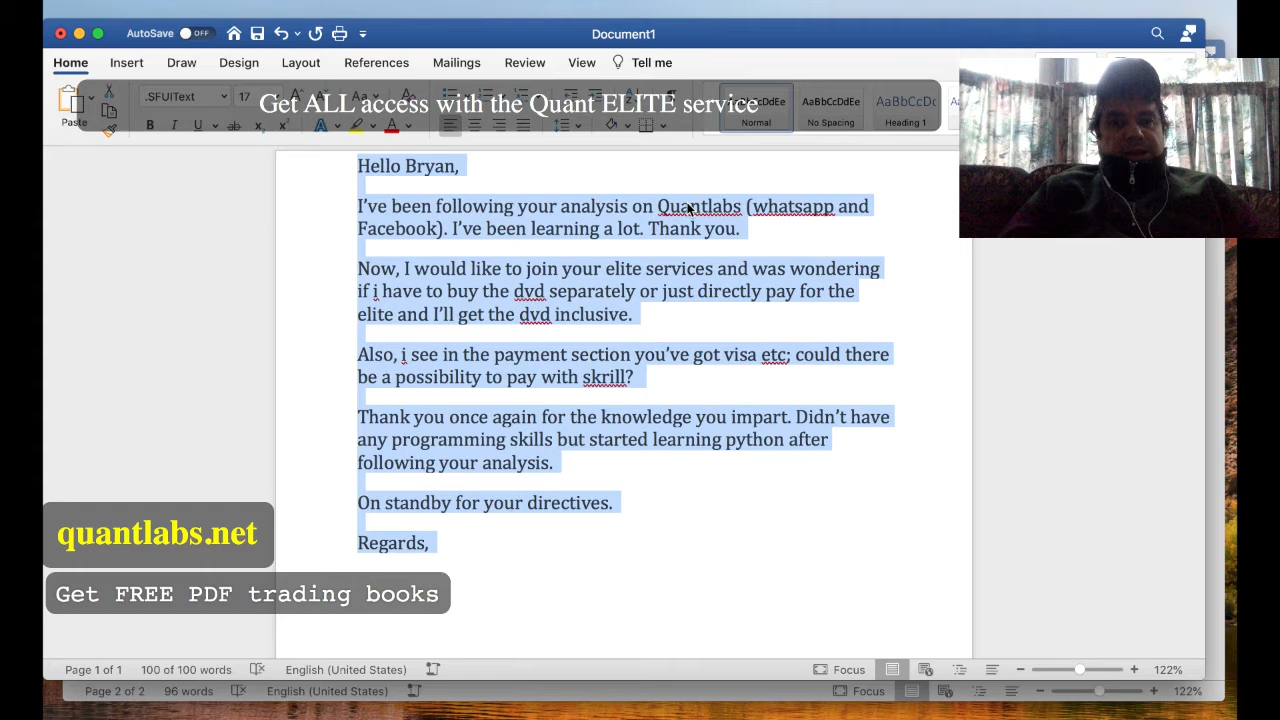 AutoSave OFF Document1
Home Insert Draw Design Layout References Mailings Review View Tell me
.SFUIText 17
Get ALL access with the Quant ELITE service
AaBbCcDdEe AaBbCcDc
Paste
Normal No Spacing Heading 1
Hello Bryan,
I've been following your analysis on Quantlabs (whatsapp and
Facebook). I've been learning a lot. Thank you.
Now, I would like to join your elite services and was wondering
if i have to buy the dvd separately or just directly pay for the
elite and I'll get the dvd inclusive.
Also, i see in the payment section you've got visa etc; could there
be a possibility to pay with skrill?
Thank you once again for the knowledge you impart. Didn't have
any programming skills but started learning python after
following your analysis.
On standby for your directives.
Regards,
quantlabs.net
Get FREE PDF trading books
Page 1 of 1 100 of 100 words English (United States) Focus 122%
Page 2 of 2 96 words English (United States) Focus 122%